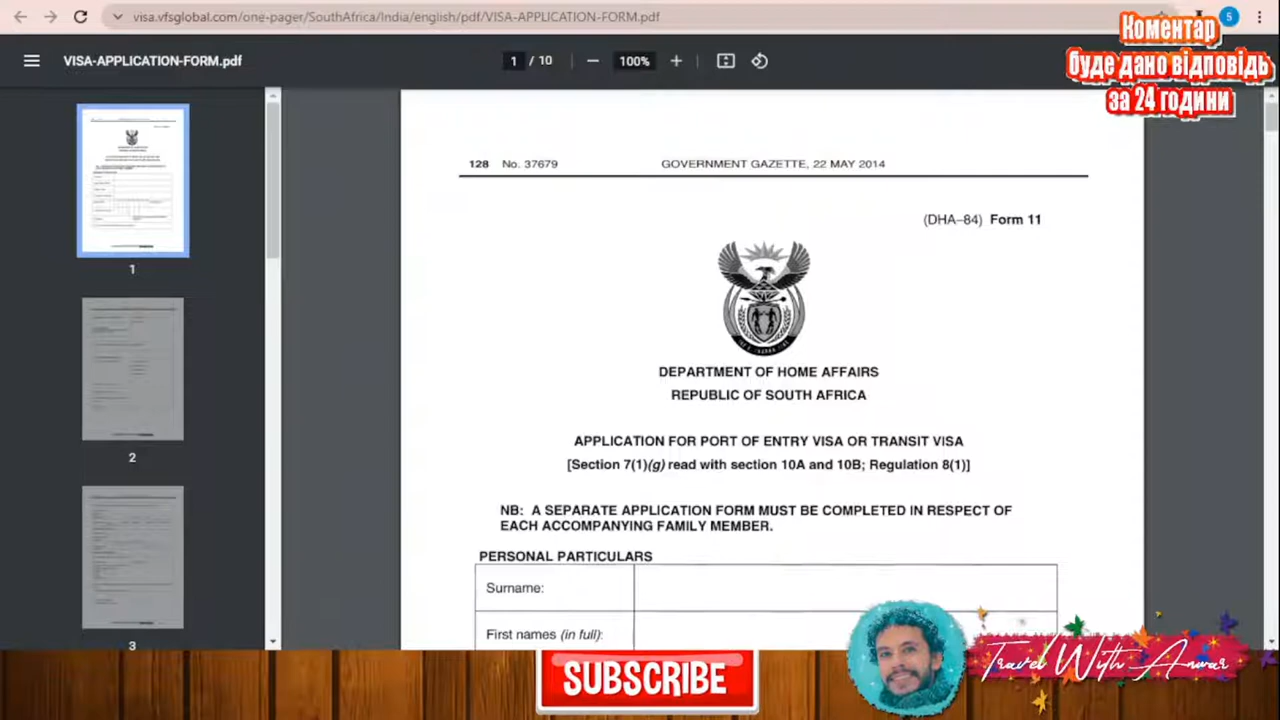 visa.vfsglobal.com/one-pager/SouthAfrica/India/english/pdf/VISA-APPLICATION-FORM.pdf
5
Коментар
буде дано відповідь
за 24 години
VISA-APPLICATION-FORM.pdf
1 / 10
100%
1
2
3
128 No. 37679 GOVERNMENT GAZETTE, 22 MAY 2014
(DHA–84) Form 11
DEPARTMENT OF HOME AFFAIRS
REPUBLIC OF SOUTH AFRICA
APPLICATION FOR PORT OF ENTRY VISA OR TRANSIT VISA
[Section 7(1)(g) read with section 10A and 10B; Regulation 8(1)]
NB: A SEPARATE APPLICATION FORM MUST BE COMPLETED IN RESPECT OF
EACH ACCOMPANYING FAMILY MEMBER.
PERSONAL PARTICULARS
Surname:
First names (in full):
SUBSCRIBE
Travel With Anwar